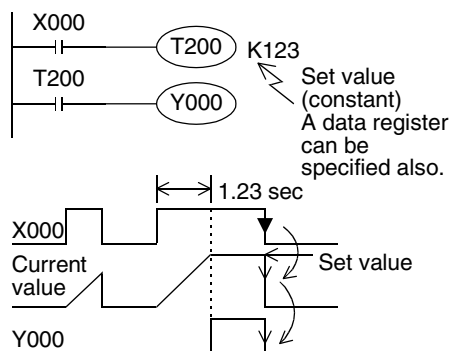 X000
T200
K123
T200
Y000
Set value
(constant)
A data register
can be
specified also.
1.23 sec
X000
Current
value
Set value
Y000